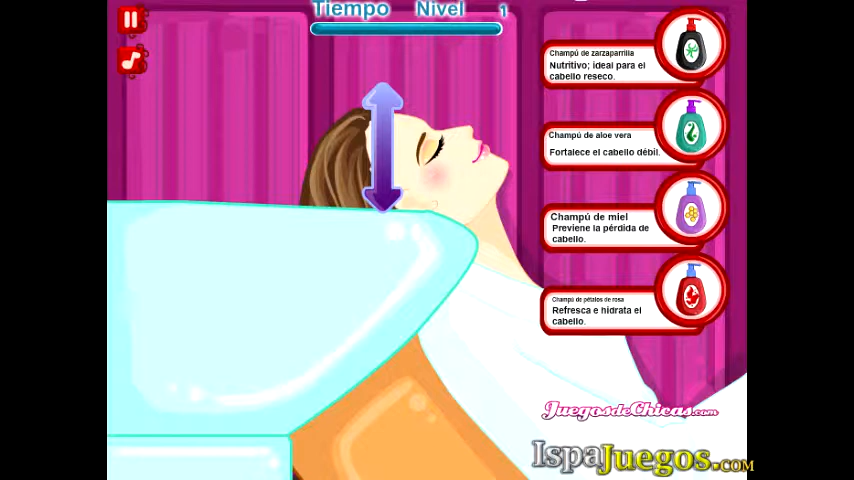 Tiempo Nivel 1
Champú de zarzaparrilla
Nutritivo; ideal para el
cabello reseco.
Champú de aloe vera
Fortalece el cabello débil.
Champú de miel
Previene la pérdida de
cabello.
Champú de pétalos de rosa
Refresca e hidrata el
cabello.
JuegosdeChicas.com
IspaJuegos.com